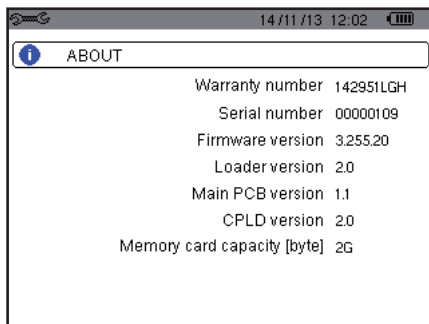 14/11/13 12:02
ABOUT
Warranty number 142951LGH
Serial number 00000109
Firmware version 3.255.20
Loader version 2.0
Main PCB version 1.1
CPLD version 2.0
Memory card capacity [byte] 2G